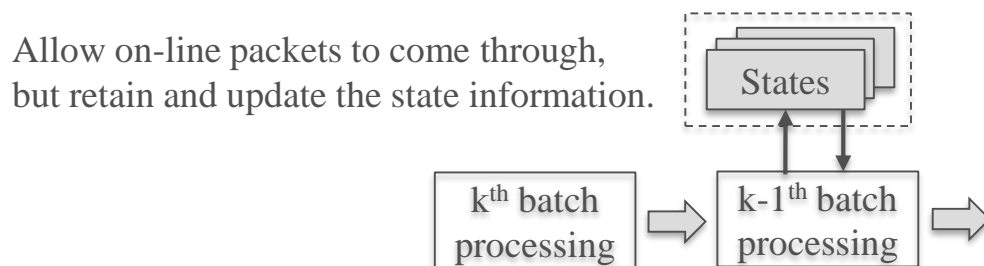 Allow on-line packets to come through,
but retain and update the state information.
States
kth batch
processing
k-1th batch
processing